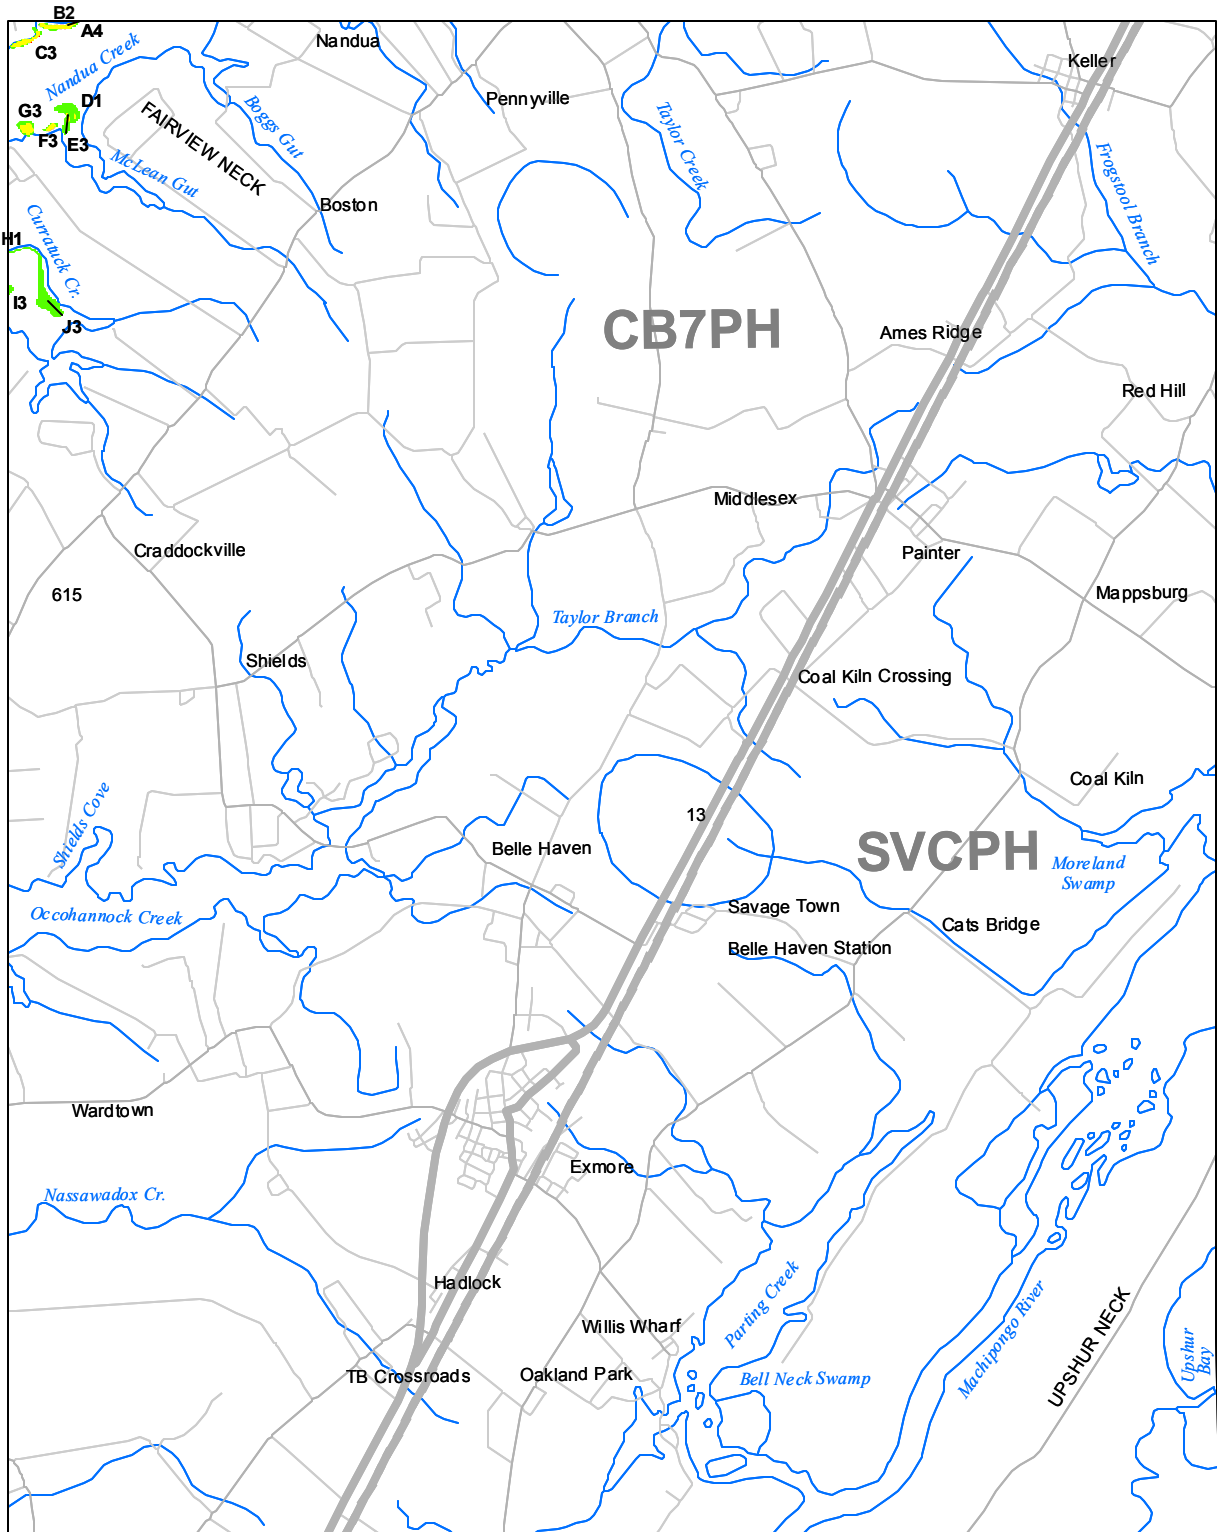 B2
A4
C3
Nandua Creek
Nandua
Keller
Pennyville
G3
D1
F3
E3
FAIRVIEW NECK
Boggs Gut
Taylor Creek
McLean Gut
Frogstool Branch
Boston
Curratuck Cr.
H1
I3
J3
CB7PH
Ames Ridge
Red Hill
Middlesex
Craddockville
Painter
615
Mappsburg
Taylor Branch
Shields
Coal Kiln Crossing
Coal Kiln
Shields Cove
13
Belle Haven
SVCPH
Moreland
Swamp
Occohannock Creek
Savage Town
Cats Bridge
Belle Haven Station
Wardtown
Exmore
Nassawadox Cr.
Hadlock
Parting Creek
Machipongo River
UPSHUR NECK
Upshur
Bay
Willis Wharf
TB Crossroads
Oakland Park
Bell Neck Swamp